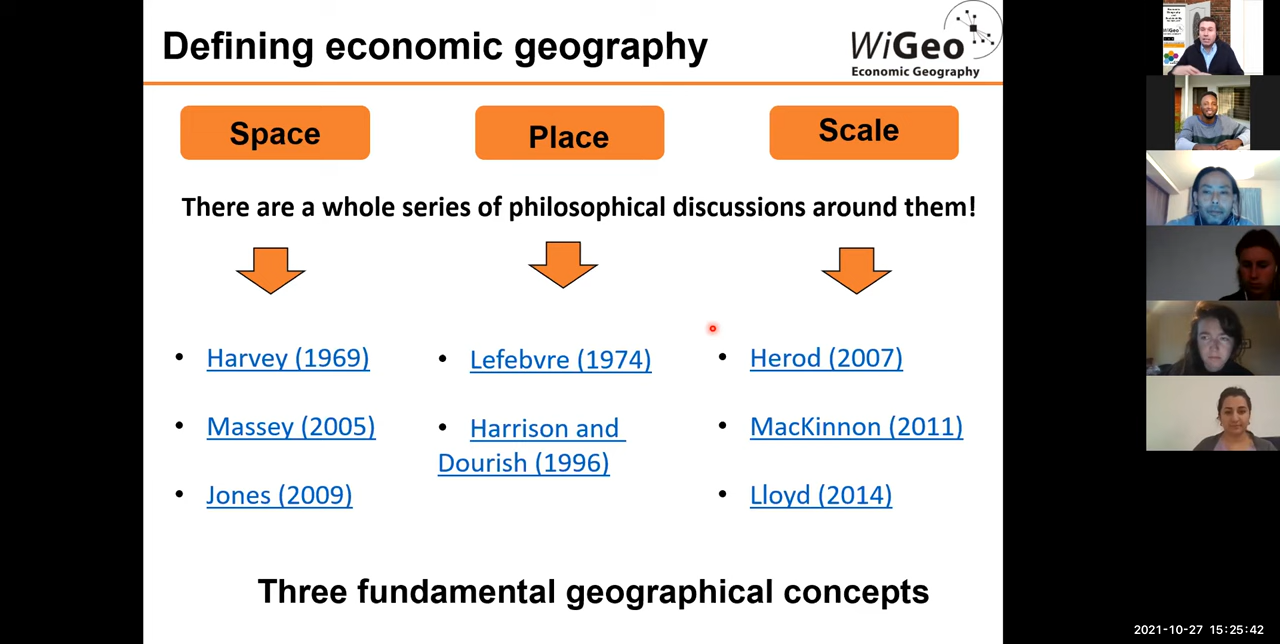 Defining economic geography
WiGeo
Economic Geography
Space
Place
Scale
There are a whole series of philosophical discussions around them!
• Harvey (1969)
• Lefebvre (1974)
• Herod (2007)
• Massey (2005)
• Harrison and
Dourish (1996)
• MacKinnon (2011)
• Jones (2009)
• Lloyd (2014)
Three fundamental geographical concepts
2021-10-27 15:25:42